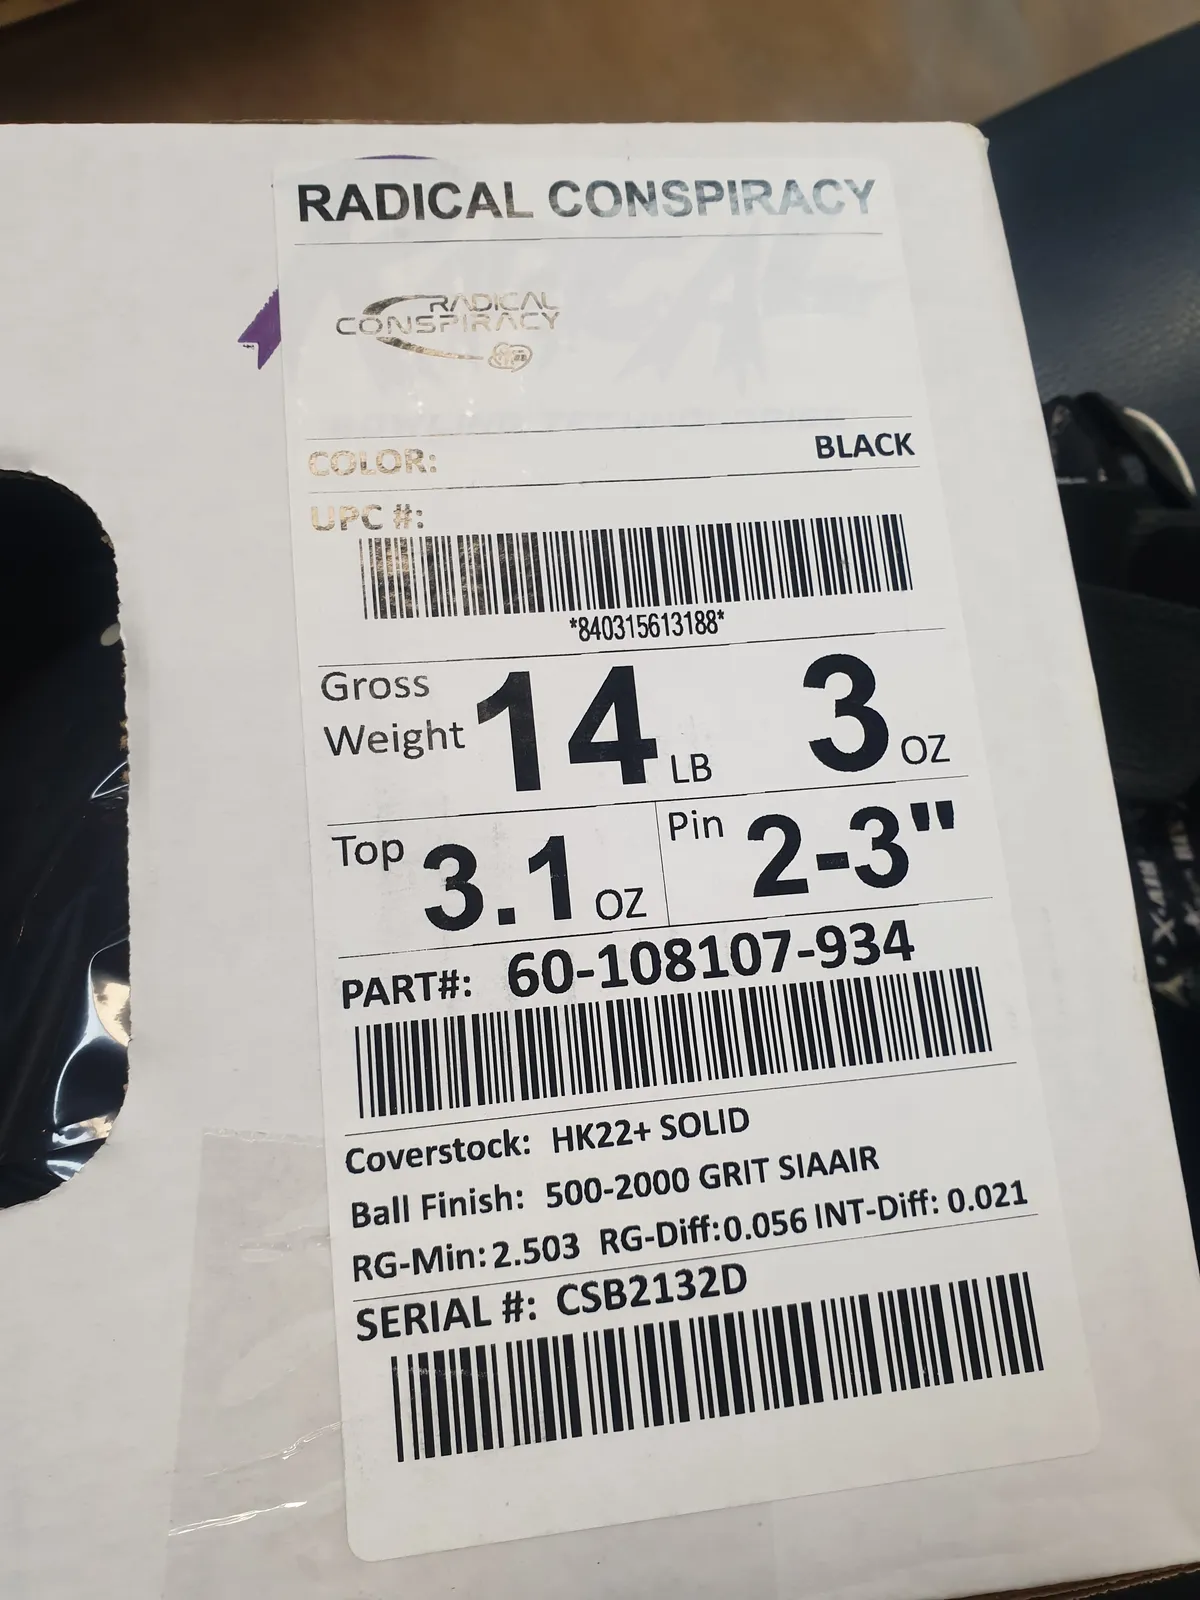 RADICAL CONSPIRACY
RADICAL
CONSPIRACY
COLOR: BLACK
UPC #:
*840315613188*
Gross Weight 14 LB 3 OZ
Top 3.1 OZ Pin 2-3"
PART#: 60-108107-934
Coverstock: HK22+ SOLID
Ball Finish: 500-2000 GRIT SIAAIR
RG-Min: 2.503 RG-Diff:0.056 INT-Diff: 0.021
SERIAL #: CSB2132D
X-AIR